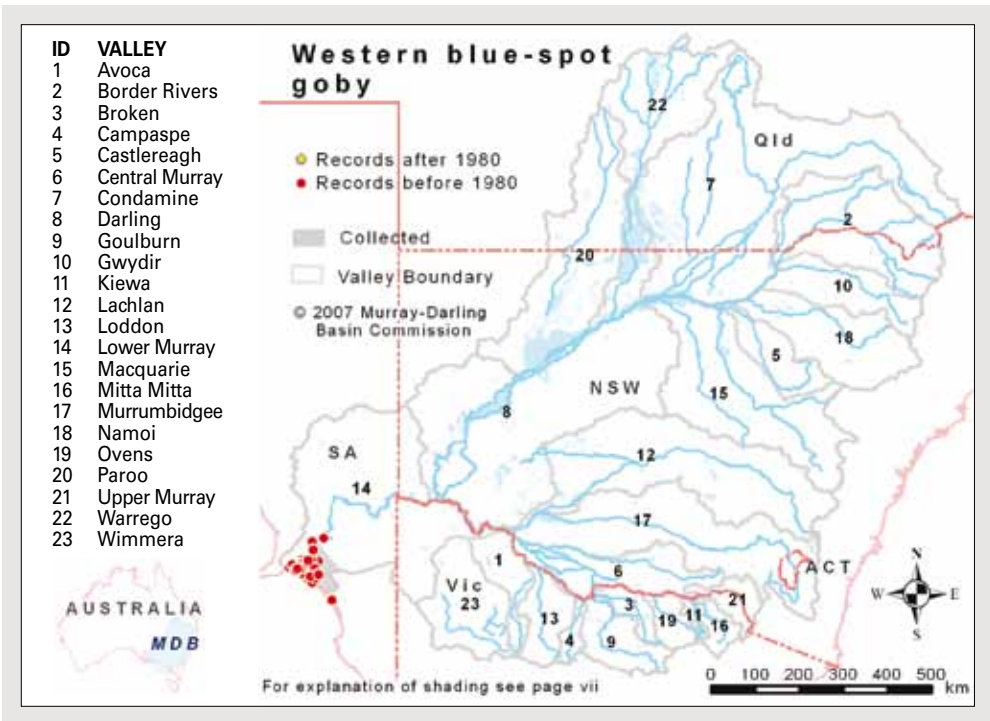 ID VALLEY
1 Avoca
2 Border Rivers
3 Broken
4 Campaspe
5 Castlereagh
6 Central Murray
7 Condamine
8 Darling
9 Goulburn
10 Gwydir
11 Kiewa
12 Lachlan
13 Loddon
14 Lower Murray
15 Macquarie
16 Mitta Mitta
17 Murrumbidgee
18 Namoi
19 Ovens
20 Paroo
21 Upper Murray
22 Warrego
23 Wimmera
AUSTRALIA
MDB
Western blue-spot
goby
Records after 1980
Records before 1980
Collected
Valley Boundary
© 2007 Murray-Darling
Basin Commission
22
Qld
7
2
20
10
18
5
NSW
15
8
SA
12
14
17
1
6
ACT
Vic
23
21
3
13
19
11
16
4
9
N
W E
S
0 100 200 300 400 500
km
For explanation of shading see page vii